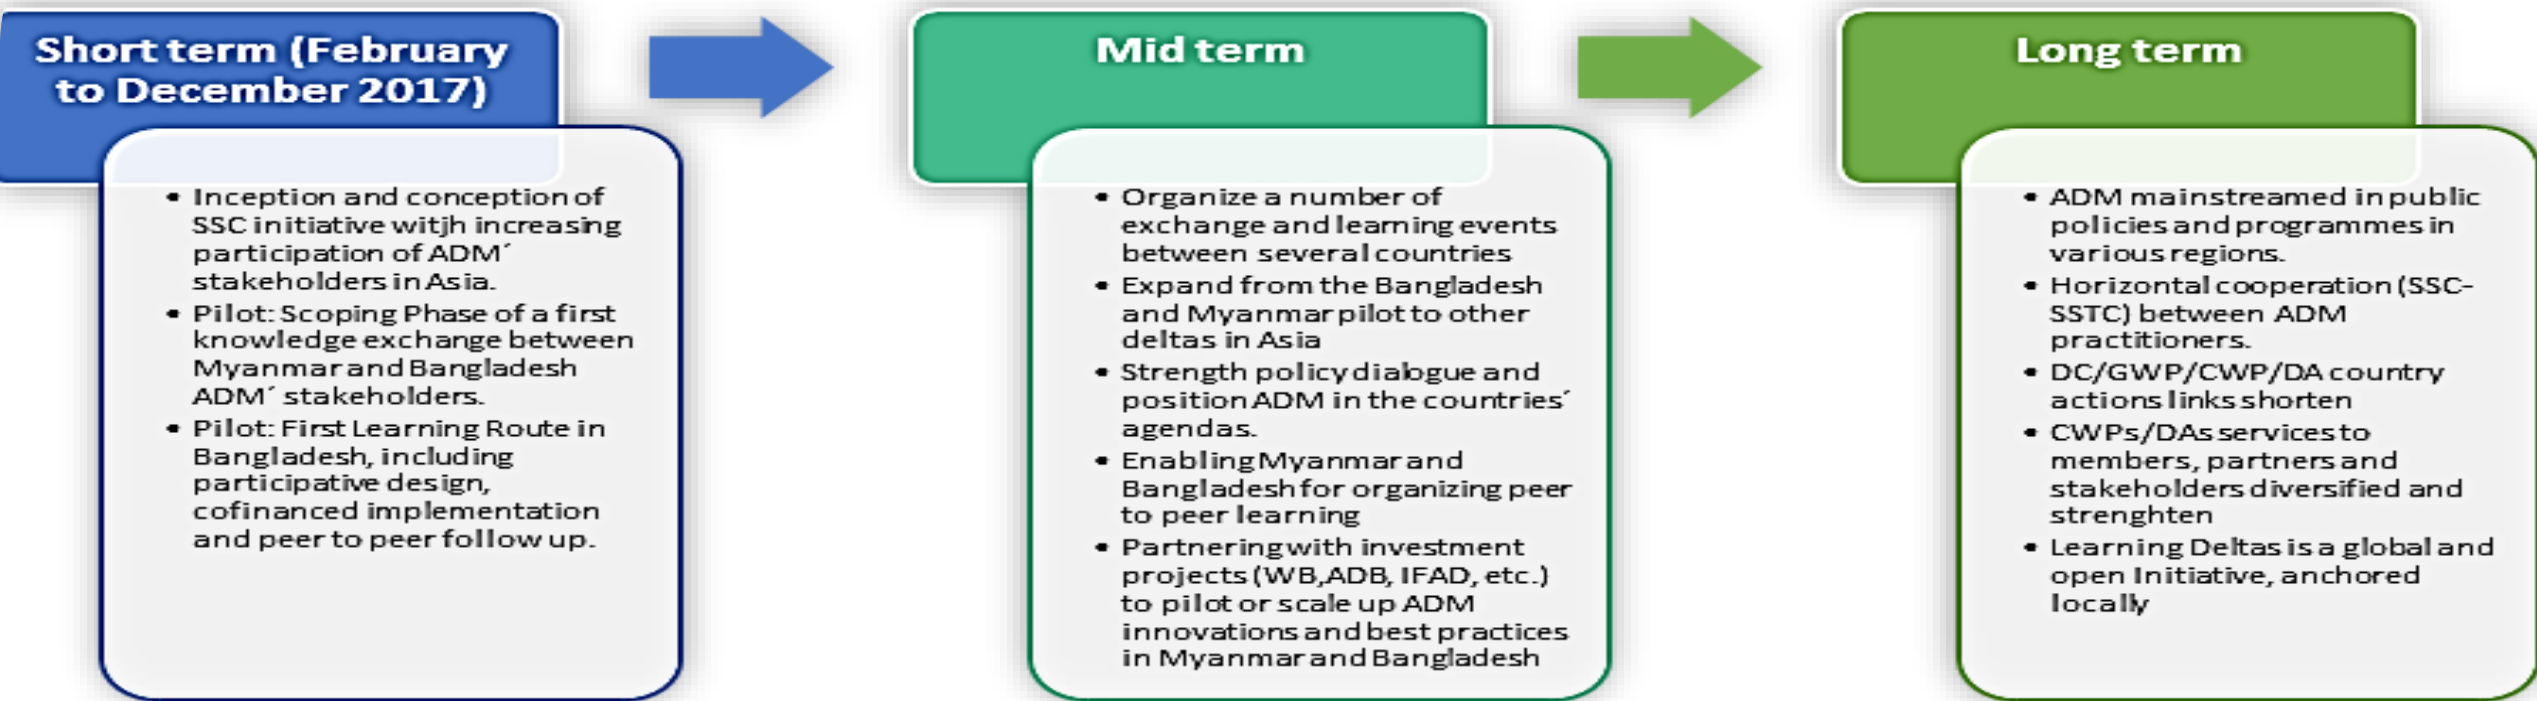 Short term (February
to December 2017)
• Inception and conception of
SSC initiative witjh increasing
participation of ADM´
stakeholders in Asia.
• Pilot: Scoping Phase of a first
knowledge exchange between
Myanmar and Bangladesh
ADM´ stakeholders.
• Pilot: First Learning Route in
Bangladesh, including
participative design,
cofinanced implementation
and peer to peer follow up.
Mid term
• Organize a number of
exchange and learning events
between several countries
• Expand from the Bangladesh
and Myanmar pilot to other
deltas in Asia
• Strength policy dialogue and
position ADM in the countries´
agendas.
• Enabling Myanmar and
Bangladesh for organizing peer
to peer learning
• Partnering with investment
projects (WB,ADB, IFAD, etc.)
to pilot or scale up ADM
innovations and best practices
in Myanmar and Bangladesh
Long term
• ADM mainstreamed in public
policies and programmes in
various regions.
• Horizontal cooperation (SSC-
SSTC) between ADM
practitioners.
• DC/GWP/CWP/DA country
actions links shorten
• CWPs/DAs services to
members, partners and
stakeholders diversified and
strenghten
• Learning Deltas is a global and
open Initiative, anchored
locally